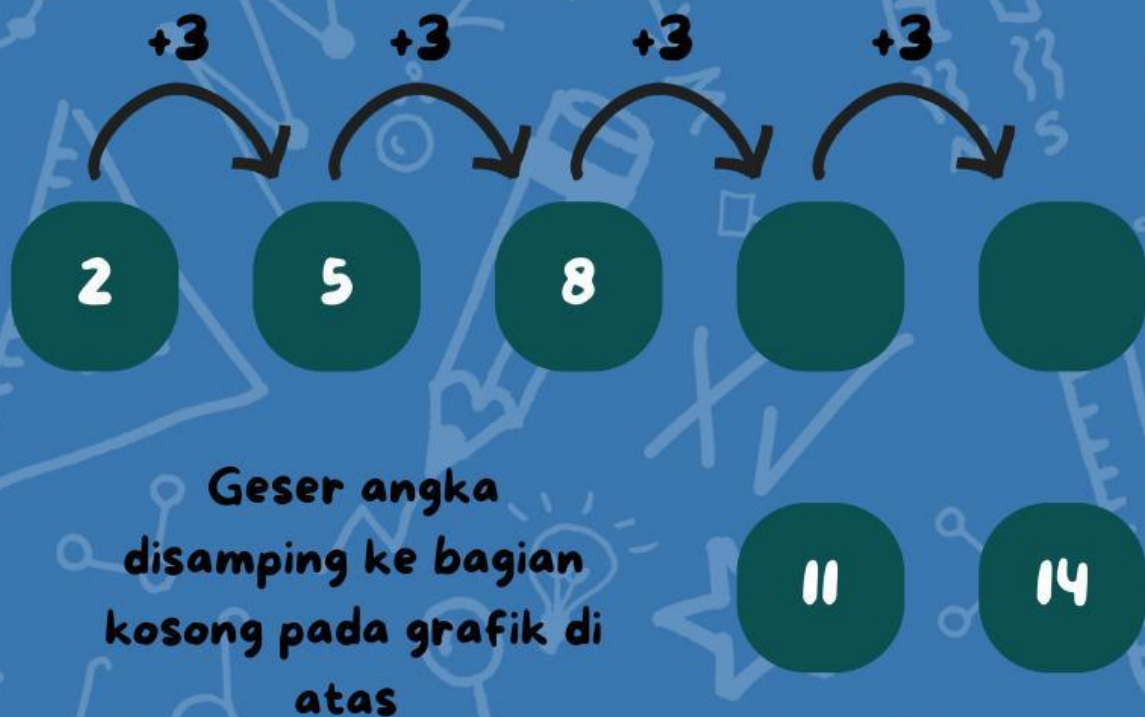 +3 +3 +3 +3
2 5 8
Geser angka
disamping ke bagian
kosong pada grafik di
atas
11 14